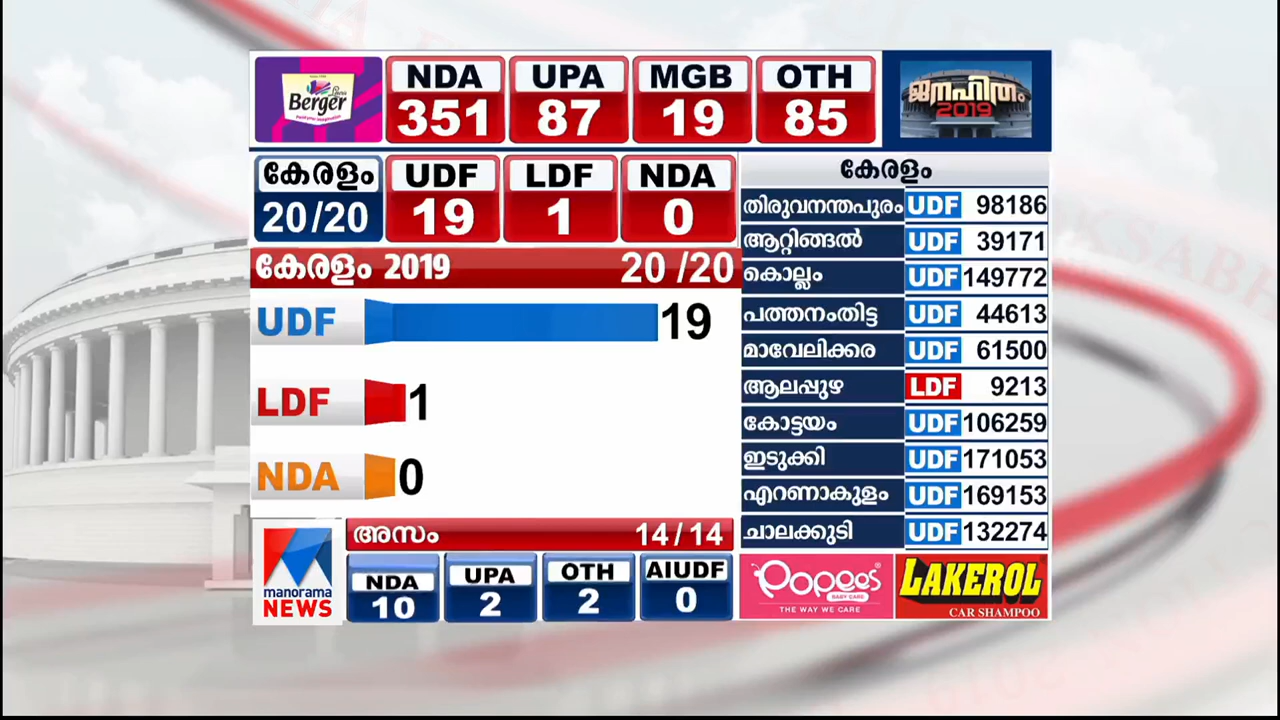 NDA UPA MGB OTH
351 87 19 85
Berger
ജനഹിതം
2019
കേരളം UDF LDF NDA
20/20 19 1 0
കേരളം 2019 20 /20
UDF 19
LDF 1
NDA 0
കേരളം
തിരുവനന്തപുരം UDF 98186
ആറ്റിങ്ങൽ UDF 39171
കൊല്ലം UDF 149772
പത്തനംതിട്ട UDF 44613
മാവേലിക്കര UDF 61500
ആലപ്പുഴ LDF 9213
കോട്ടയം UDF 106259
ഇടുക്കി UDF 171053
എറണാകുളം UDF 169153
ചാലക്കുടി UDF 132274
അസം 14/14
NDA UPA OTH AIUDF
10 2 2 0
manorama
NEWS
Popees
BABY CARE
THE WAY WE CARE
LAKEROL
CAR SHAMPOO